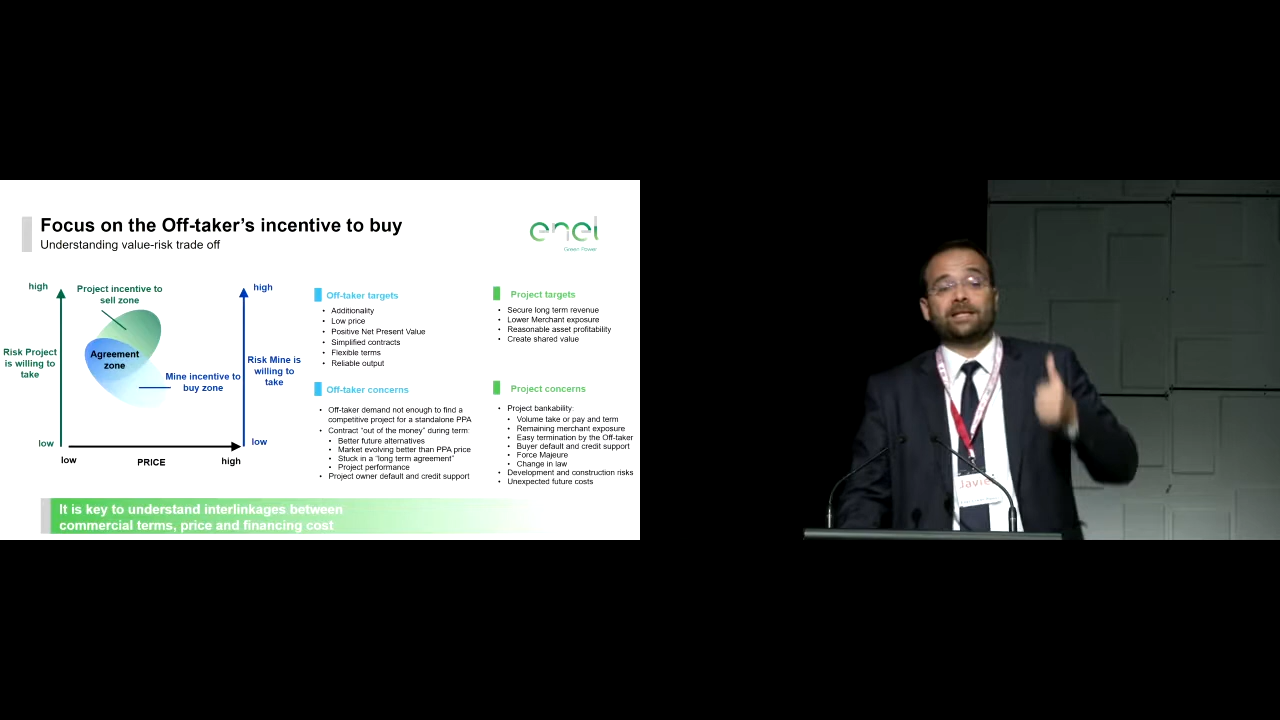 Focus on the Off-taker's incentive to buy
Understanding value-risk trade off
enel
Green Power
high
Project incentive to
sell zone
high
Risk Project
is willing to
take
Agreement
zone
Mine incentive to
buy zone
Risk Mine is
willing to
take
low
low
low
PRICE
high
Off-taker targets
• Additionality
• Low price
• Positive Net Present Value
• Simplified contracts
• Flexible terms
• Reliable output
Off-taker concerns
• Off-taker demand not enough to find a
competitive project for a standalone PPA
• Contract "out of the money" during term:
• Better future alternatives
• Market evolving better than PPA price
• Stuck in a "long term agreement"
• Project performance
• Project owner default and credit support
Project targets
• Secure long term revenue
• Lower Merchant exposure
• Reasonable asset profitability
• Create shared value
Project concerns
• Project bankability:
• Volume take or pay and term
• Remaining merchant exposure
• Easy termination by the Off-taker
• Buyer default and credit support
• Force Majeure
• Change in law
• Development and construction risks
• Unexpected future costs
It is key to understand interlinkages between
commercial terms, price and financing cost
Javier